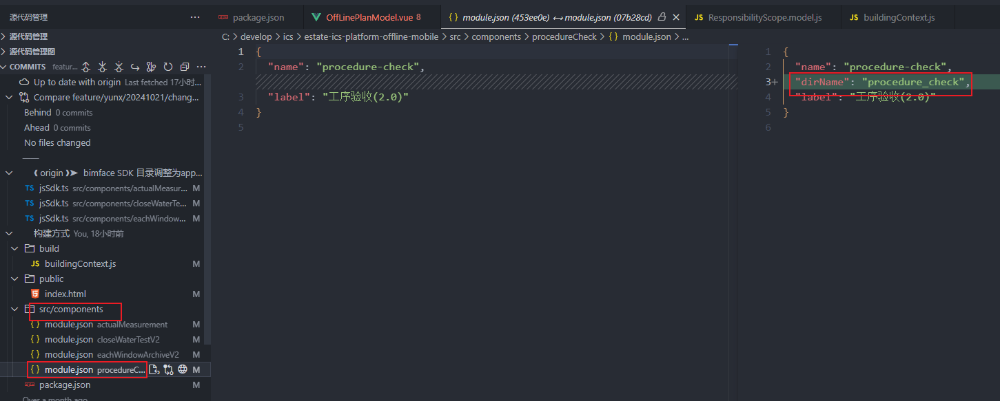 源代码管理 ···
package.json
OffLinePlanModel.vue 8
{ } module.json (453ee0e) ↔ module.json (07b28cd)
JS ResponsibilityScope.model.js
JS buildingContext.js
源代码管理
源代码管理图
COMMITS featur... ···
Up to date with origin Last fetched 17小时...
Compare feature/yunx/20241021/chang...
Behind 0 commits
Ahead 0 commits
No files changed
origin bimface SDK 目录调整为app...
TS jsSdk.ts src/components/actualMeasur... M
TS jsSdk.ts src/components/closeWaterTe... M
TS jsSdk.ts src/components/eachWindow... M
构建方式 You, 18小时前
build
JS buildingContext.js M
public
index.html M
src/components
{ } module.json actualMeasurement M
{ } module.json closeWaterTestV2 M
{ } module.json eachWindowArchiveV2 M
{ } module.json procedureC... M
package.json M
Over a month ago
C: > develop > ics > estate-ics-platform-offline-mobile > src > components > procedureCheck > { } module.json > ...
1 {
2 "name": "procedure-check",
3 "label": "工序验收(2.0)"
4 }
5
1 {
2 "name": "procedure-check",
3+ "dirName": "procedure_check",
4 "label": "工序验收(2.0)"
5 }
6